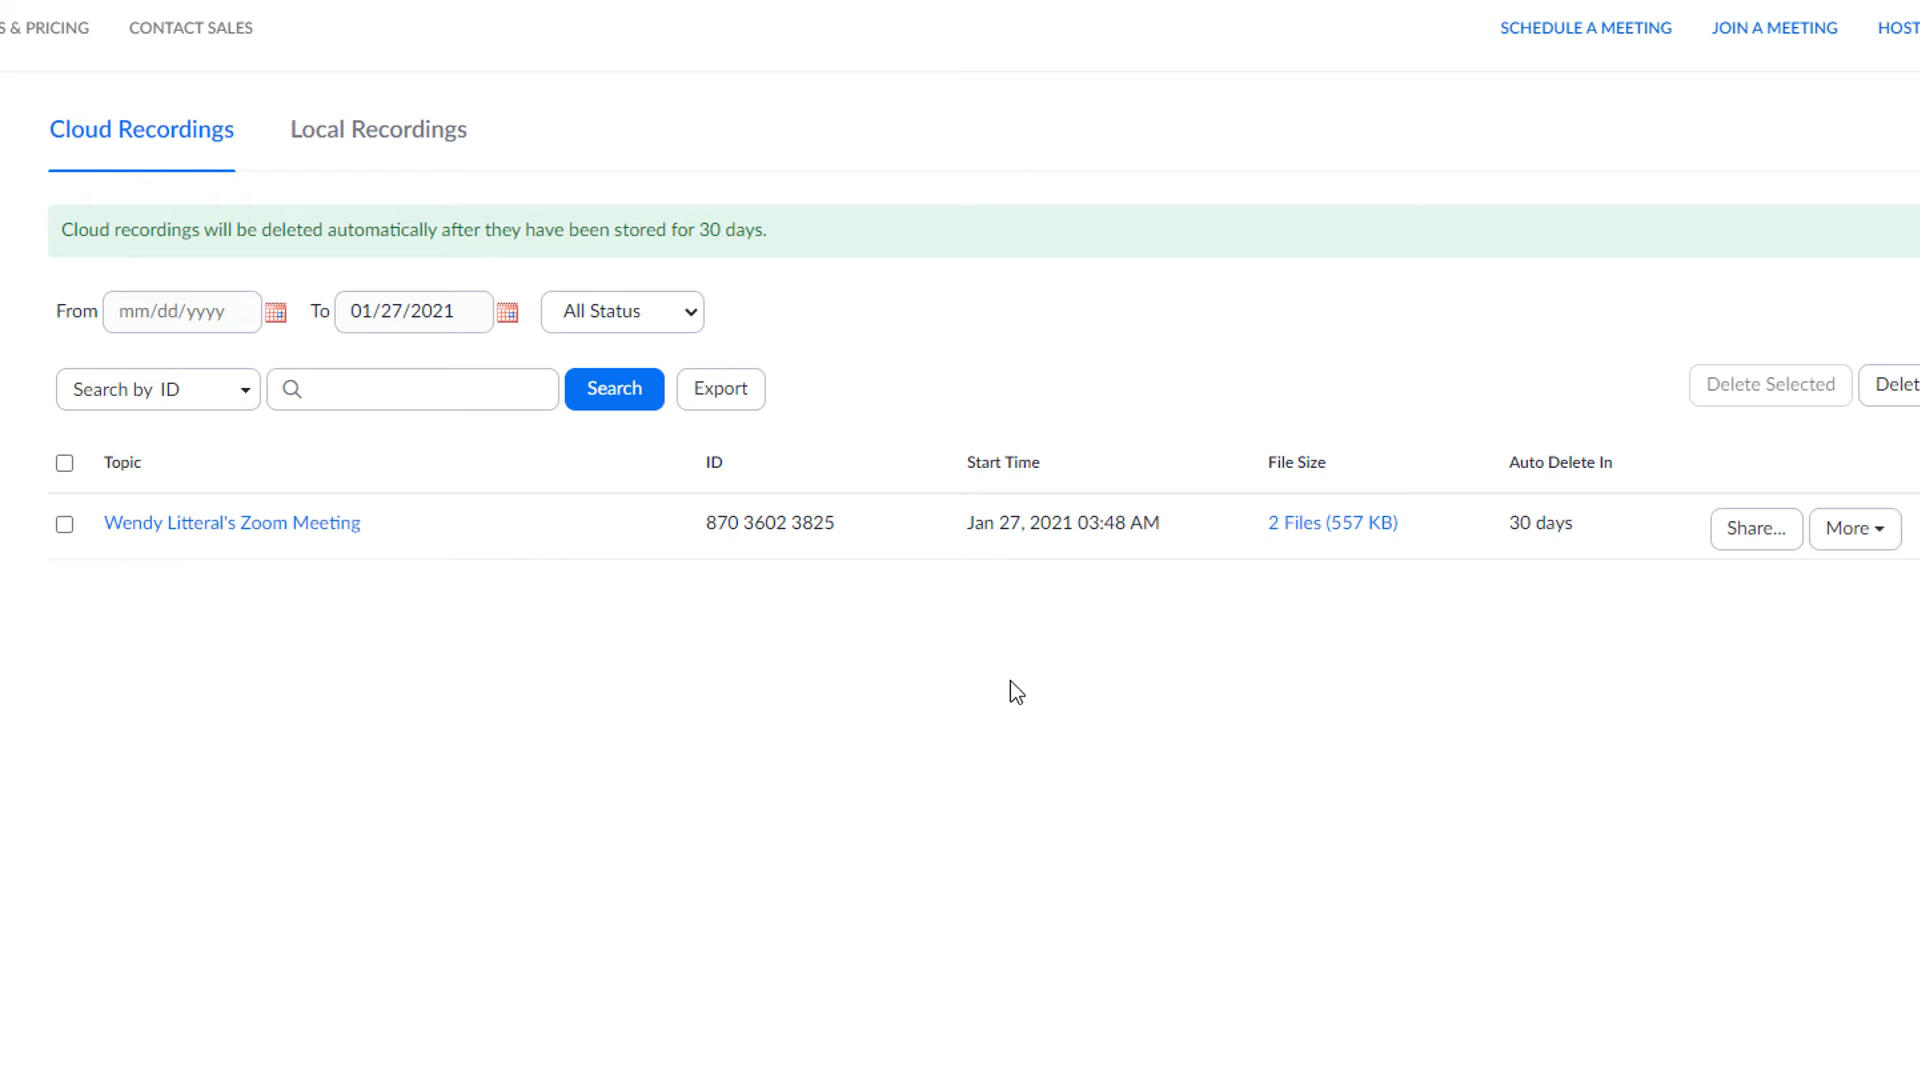 S & PRICING CONTACT SALES SCHEDULE A MEETING JOIN A MEETING HOST
Cloud Recordings Local Recordings
Cloud recordings will be deleted automatically after they have been stored for 30 days.
From mm/dd/yyyy To 01/27/2021 All Status
Search by ID Search Export Delete Selected Delet
Topic ID Start Time File Size Auto Delete In
Wendy Litteral's Zoom Meeting 870 3602 3825 Jan 27, 2021 03:48 AM 2 Files (557 KB) 30 days Share... More